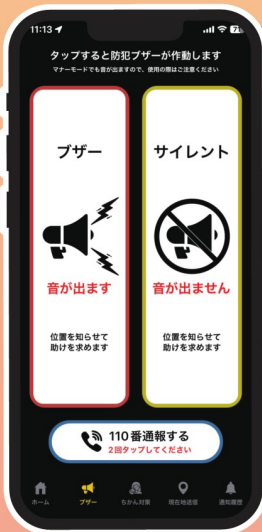 11:13
タップすると防犯ブザーが作動します
マナーモードでも音が出ますので、使用の際はご注意ください
ブザー
音が出ます
位置を知らせて
助けを求めます
サイレント
音が出ません
位置を知らせて
助けを求めます
110番通報する
2回タップしてください
ホーム
ブザー
ちかん対策
現在地送信
通知履歴